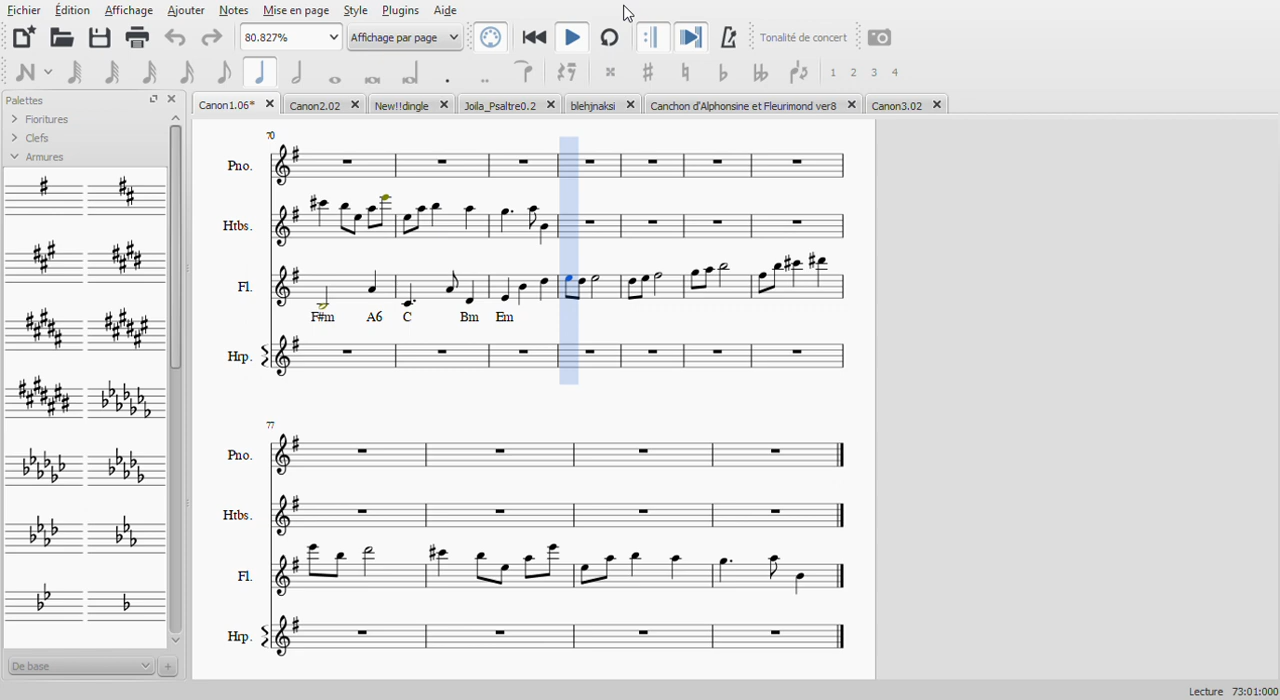 Fichier Édition Affichage Ajouter Notes Mise en page Style Plugins Aide
80.827% Affichage par page Tonalité de concert
1 2 3 4
Palettes
Canon1.06* Canon2.02 New!!dingle Joila_Psaltre0.2 blehjnaksi Canchon d'Alphonsine et Fleurimond ver8 Canon3.02
Fioritures
Clefs
Armures
70
Pno.
Htbs.
Fl.
F#m A6 C Bm Em
Hrp.
77
Pno.
Htbs.
Fl.
Hrp.
De base
Lecture 73:01:000